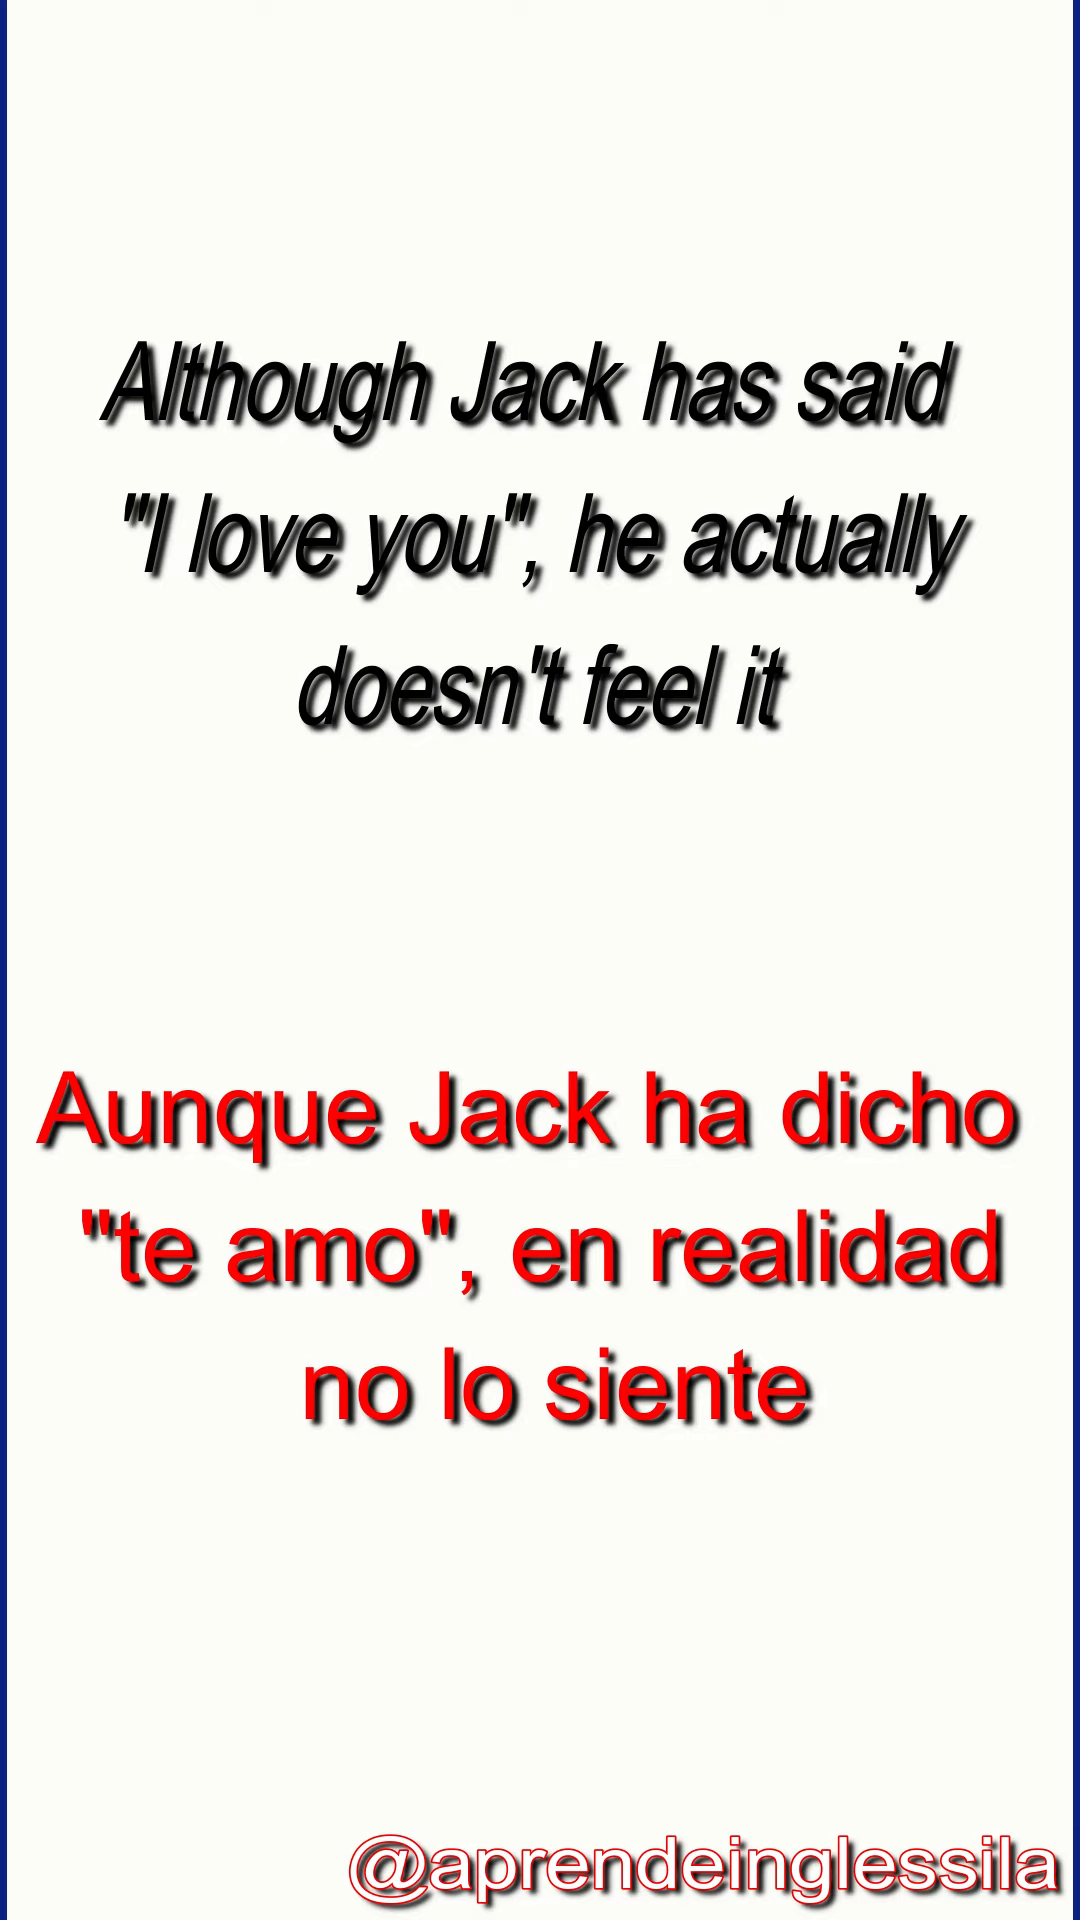 Although Jack has said
"I love you", he actually
doesn't feel it
Aunque Jack ha dicho
"te amo", en realidad
no lo siente
@aprendeinglessila